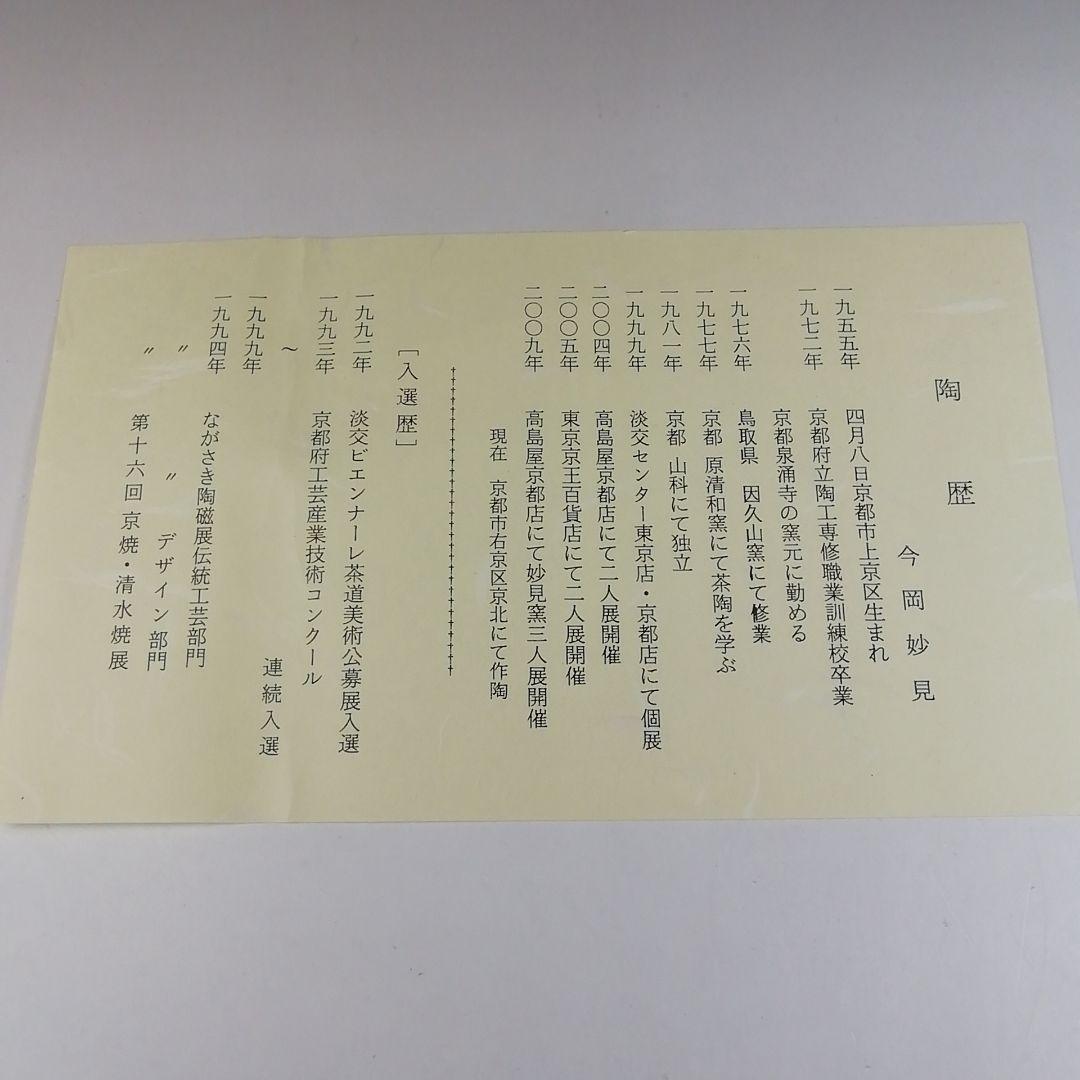 陶歴
今岡妙見
一九五五年 四月八日京都市上京区生まれ
一九七二年 京都府立陶工専修職業訓練校卒業
京都泉涌寺の窯元に勤める
一九七六年 鳥取県 因久山窯にて修業
一九七七年 京都 原清和窯にて茶陶を学ぶ
一九八一年 京都 山科にて独立
一九九九年 淡交センター東京店・京都店にて個展
二〇〇四年 高島屋京都店にて二人展開催
二〇〇五年 東京京王百貨店にて二人展開催
二〇〇九年 高島屋京都店にて妙見窯三人展開催
現在 京都市右京区京北にて作陶
††††††††††††††††††††††††
[入選歴]
一九九二年 淡交ビエンナーレ茶道美術公募展入選
一九九三年 京都府工芸産業技術コンクール
〜
一九九九年 連続入選
一九九四年 ながさき陶磁展伝統工芸部門
〃 〃 デザイン部門
〃 第十六回 京焼・清水焼展